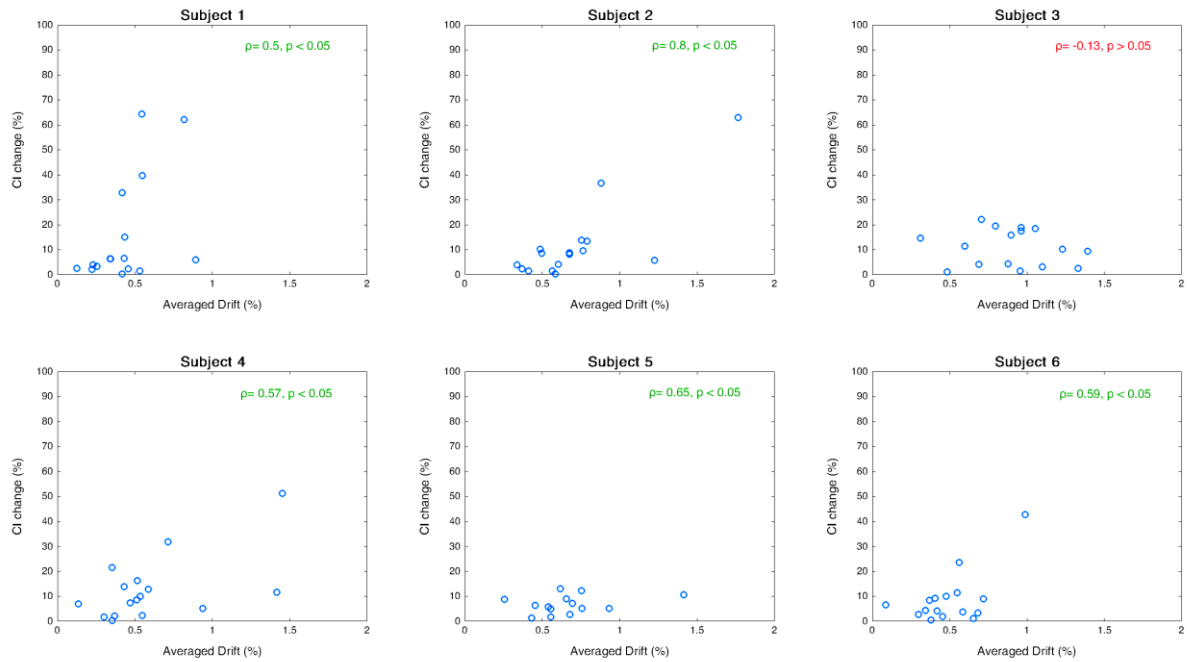 Subject 1
ρ= 0.5, p < 0.05
CI change (%)
100
90
80
70
60
50
40
30
20
10
0
0 0.5 1 1.5 2
Averaged Drift (%)
Subject 2
ρ= 0.8, p < 0.05
CI change (%)
100
90
80
70
60
50
40
30
20
10
0
0 0.5 1 1.5 2
Averaged Drift (%)
Subject 3
ρ= -0.13, p > 0.05
CI change (%)
100
90
80
70
60
50
40
30
20
10
0
0 0.5 1 1.5 2
Averaged Drift (%)
Subject 4
ρ= 0.57, p < 0.05
CI change (%)
100
90
80
70
60
50
40
30
20
10
0
0 0.5 1 1.5 2
Averaged Drift (%)
Subject 5
ρ= 0.65, p < 0.05
CI change (%)
100
90
80
70
60
50
40
30
20
10
0
0 0.5 1 1.5 2
Averaged Drift (%)
Subject 6
ρ= 0.59, p < 0.05
CI change (%)
100
90
80
70
60
50
40
30
20
10
0
0 0.5 1 1.5 2
Averaged Drift (%)